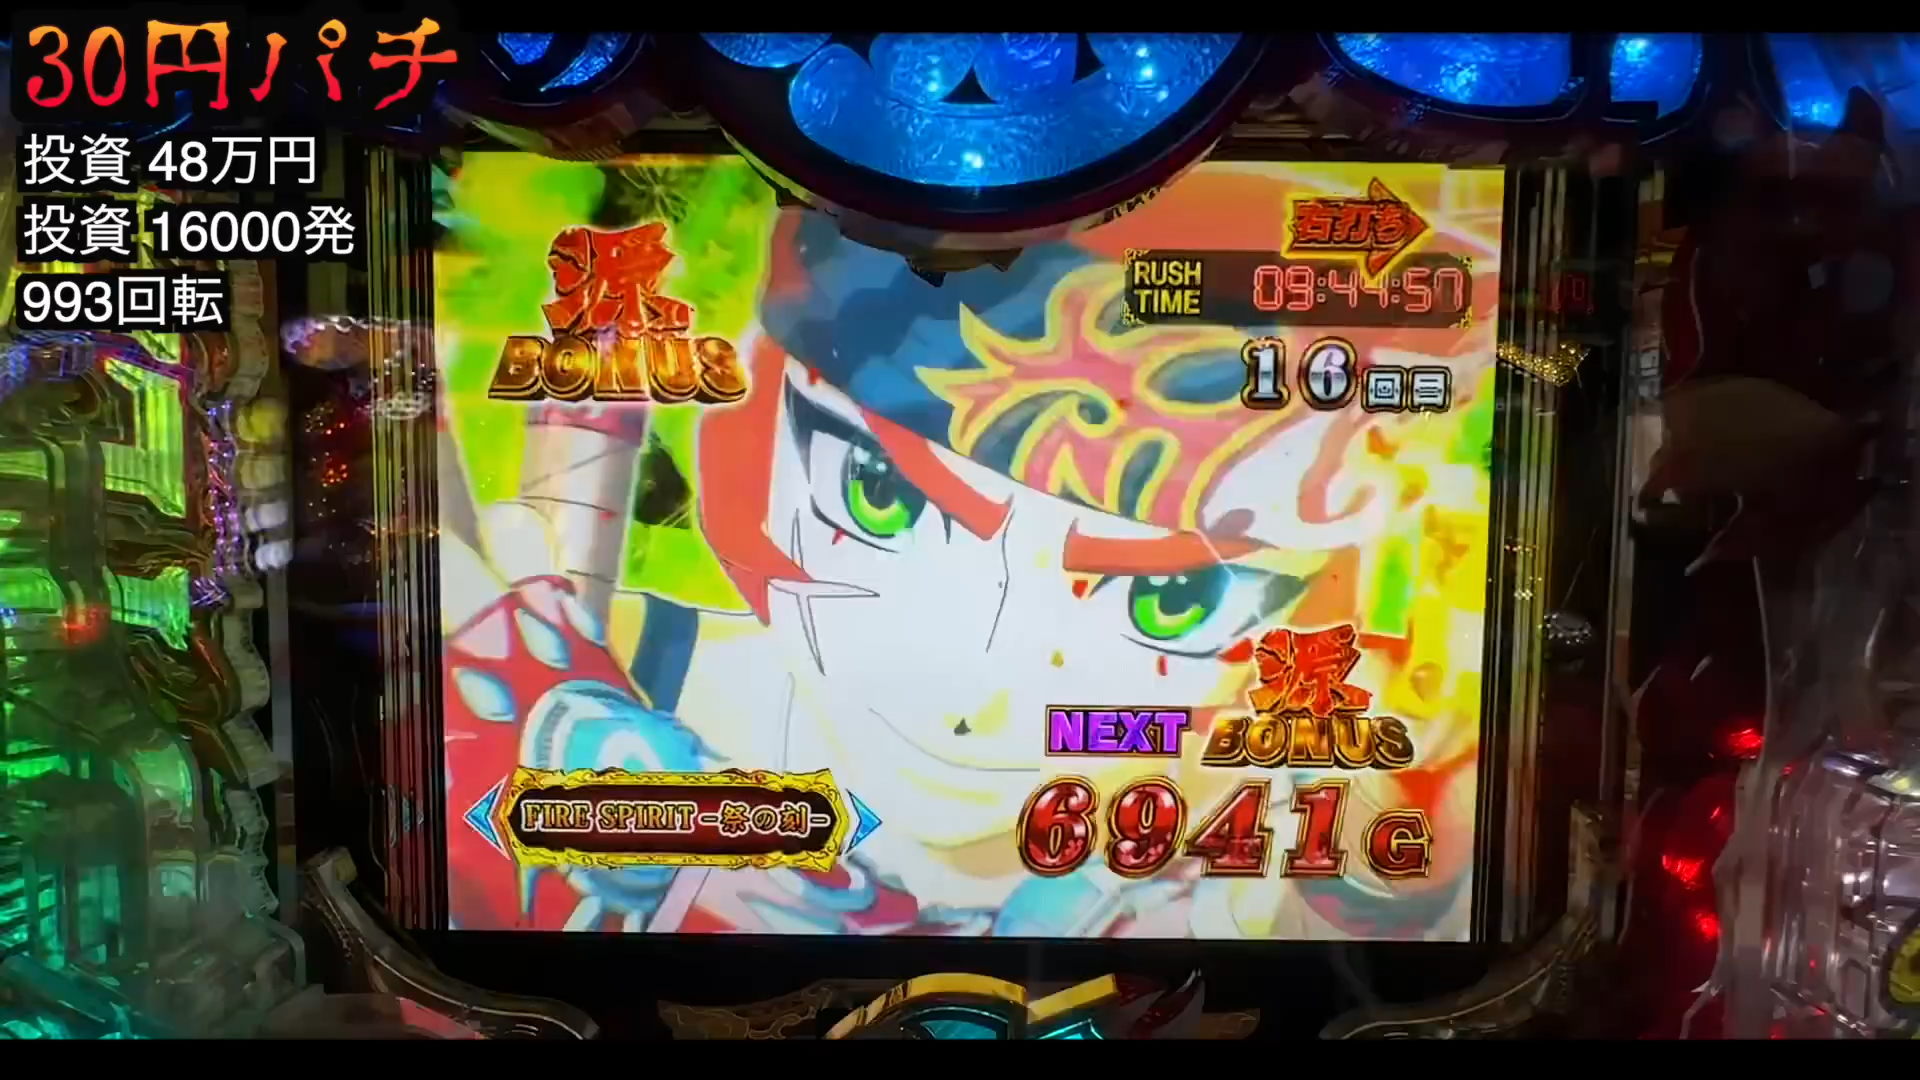 30円パチ
投資 48万円
投資 16000発
993回転
源
BONUS
右打ち
RUSH TIME 09:44:57
16回目
NEXT 源 BONUS
6941G
FIRE SPIRIT -祭の刻-